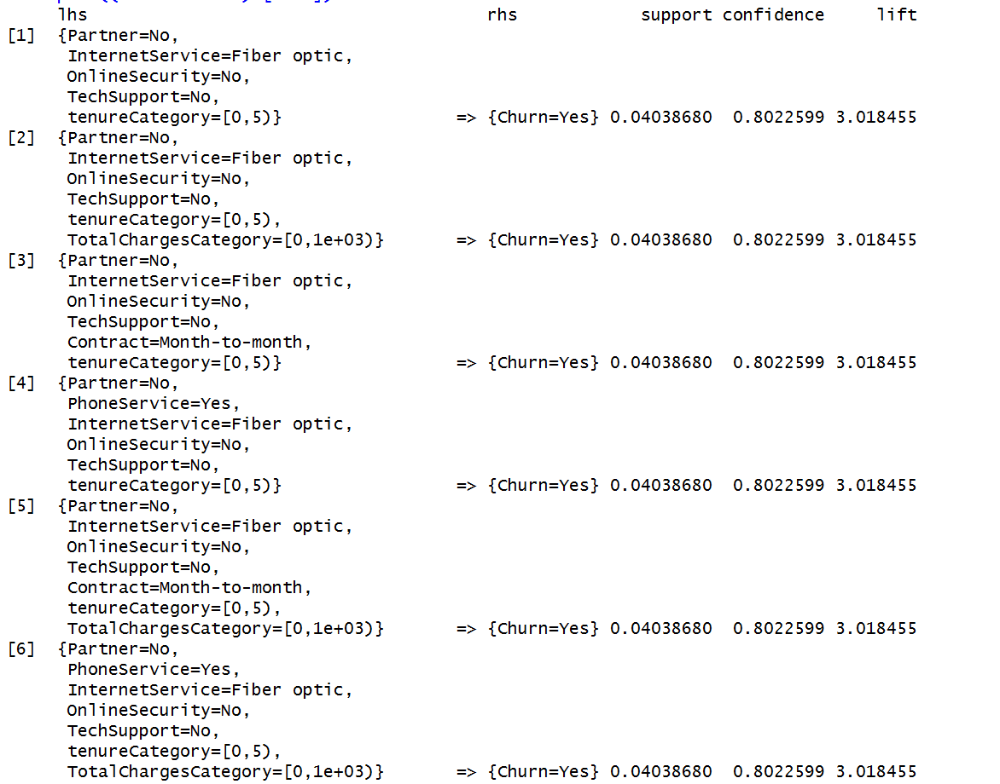 lhs rhs support confidence lift
[1] {Partner=No,
InternetService=Fiber optic,
OnlineSecurity=No,
TechSupport=No,
tenureCategory=[0,5)} => {Churn=Yes} 0.04038680 0.8022599 3.018455
[2] {Partner=No,
InternetService=Fiber optic,
OnlineSecurity=No,
TechSupport=No,
tenureCategory=[0,5),
TotalChargesCategory=[0,1e+03)} => {Churn=Yes} 0.04038680 0.8022599 3.018455
[3] {Partner=No,
InternetService=Fiber optic,
OnlineSecurity=No,
TechSupport=No,
Contract=Month-to-month,
tenureCategory=[0,5)} => {Churn=Yes} 0.04038680 0.8022599 3.018455
[4] {Partner=No,
PhoneService=Yes,
InternetService=Fiber optic,
OnlineSecurity=No,
TechSupport=No,
tenureCategory=[0,5)} => {Churn=Yes} 0.04038680 0.8022599 3.018455
[5] {Partner=No,
InternetService=Fiber optic,
OnlineSecurity=No,
TechSupport=No,
Contract=Month-to-month,
tenureCategory=[0,5),
TotalChargesCategory=[0,1e+03)} => {Churn=Yes} 0.04038680 0.8022599 3.018455
[6] {Partner=No,
PhoneService=Yes,
InternetService=Fiber optic,
OnlineSecurity=No,
TechSupport=No,
tenureCategory=[0,5),
TotalChargesCategory=[0,1e+03)} => {Churn=Yes} 0.04038680 0.8022599 3.018455